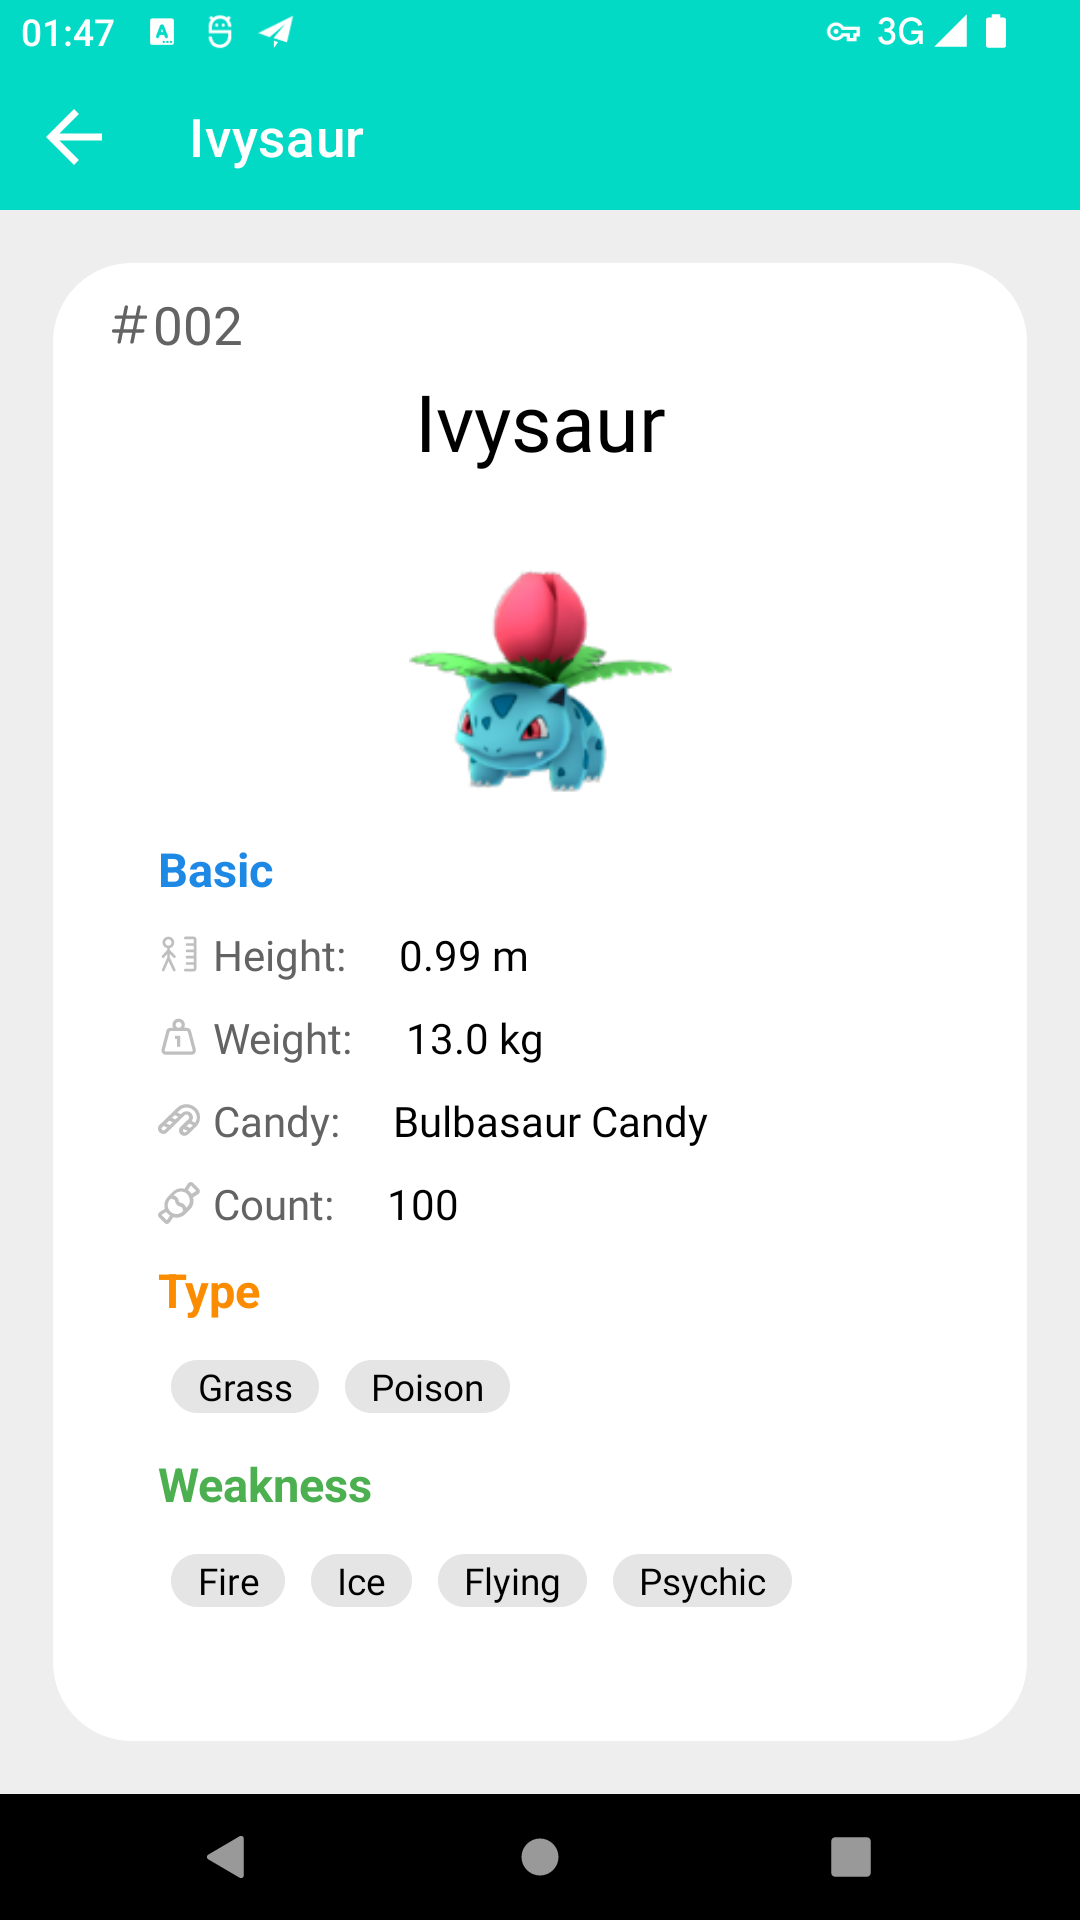 01:47 A 3G
Ivysaur
#002
Ivysaur
Basic
Height: 0.99 m
Weight: 13.0 kg
Candy: Bulbasaur Candy
Count: 100
Type
Grass Poison
Weakness
Fire Ice Flying Psychic